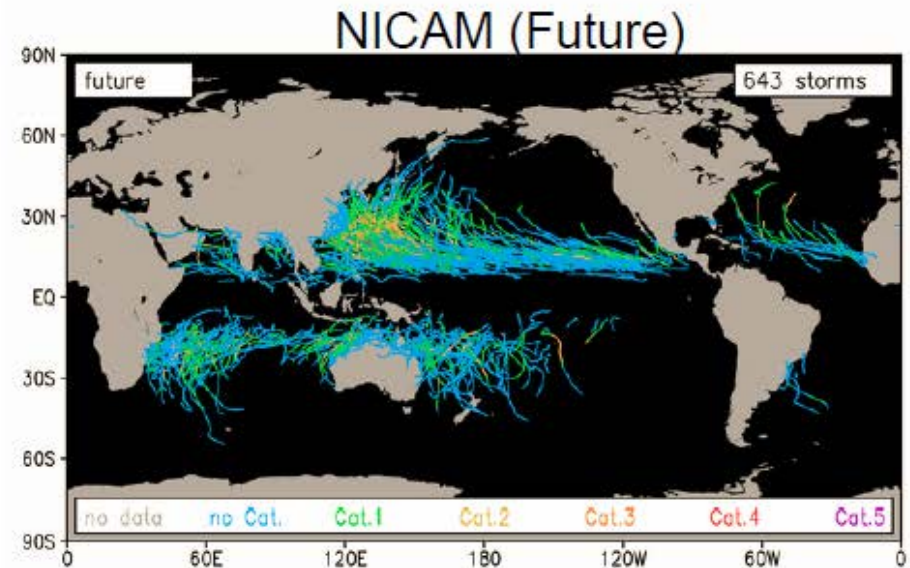 NICAM (Future)
90N
future
643 storms
60N
30N
EQ
30S
60S
no data no Cat. Cat.1 Cat.2 Cat.3 Cat.4 Cat.5
90S
0 60E 120E 180 120W 60W 0